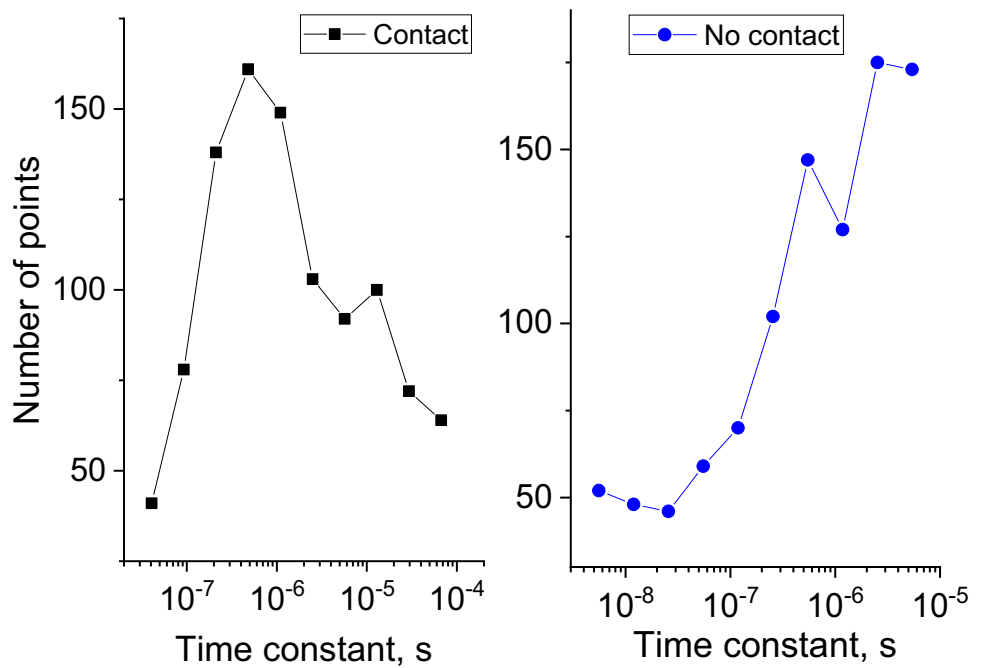 Contact
No contact
Number of points
150
100
50
10⁻⁷ 10⁻⁶ 10⁻⁵ 10⁻⁴
Time constant, s
150
100
50
10⁻⁸ 10⁻⁷ 10⁻⁶ 10⁻⁵
Time constant, s